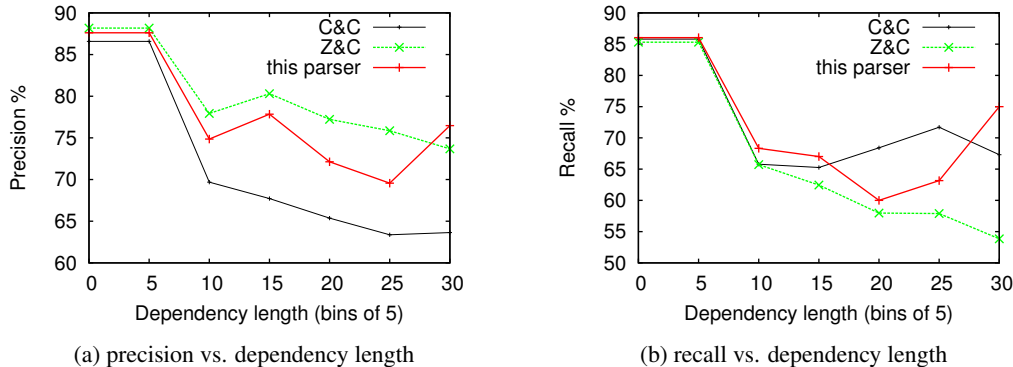 90
85
80
75
70
65
60
0 5 10 15 20 25 30
Precision %
Dependency length (bins of 5)
C&C
Z&C
this parser
(a) precision vs. dependency length
90
85
80
75
70
65
60
55
50
0 5 10 15 20 25 30
Recall %
Dependency length (bins of 5)
C&C
Z&C
this parser
(b) recall vs. dependency length